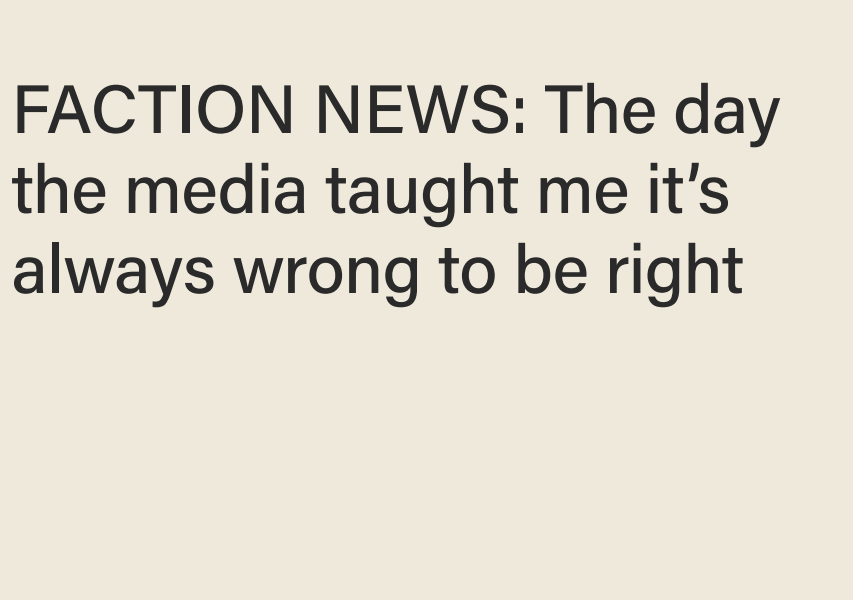 FACTION NEWS: The day
the media taught me it’s
always wrong to be right